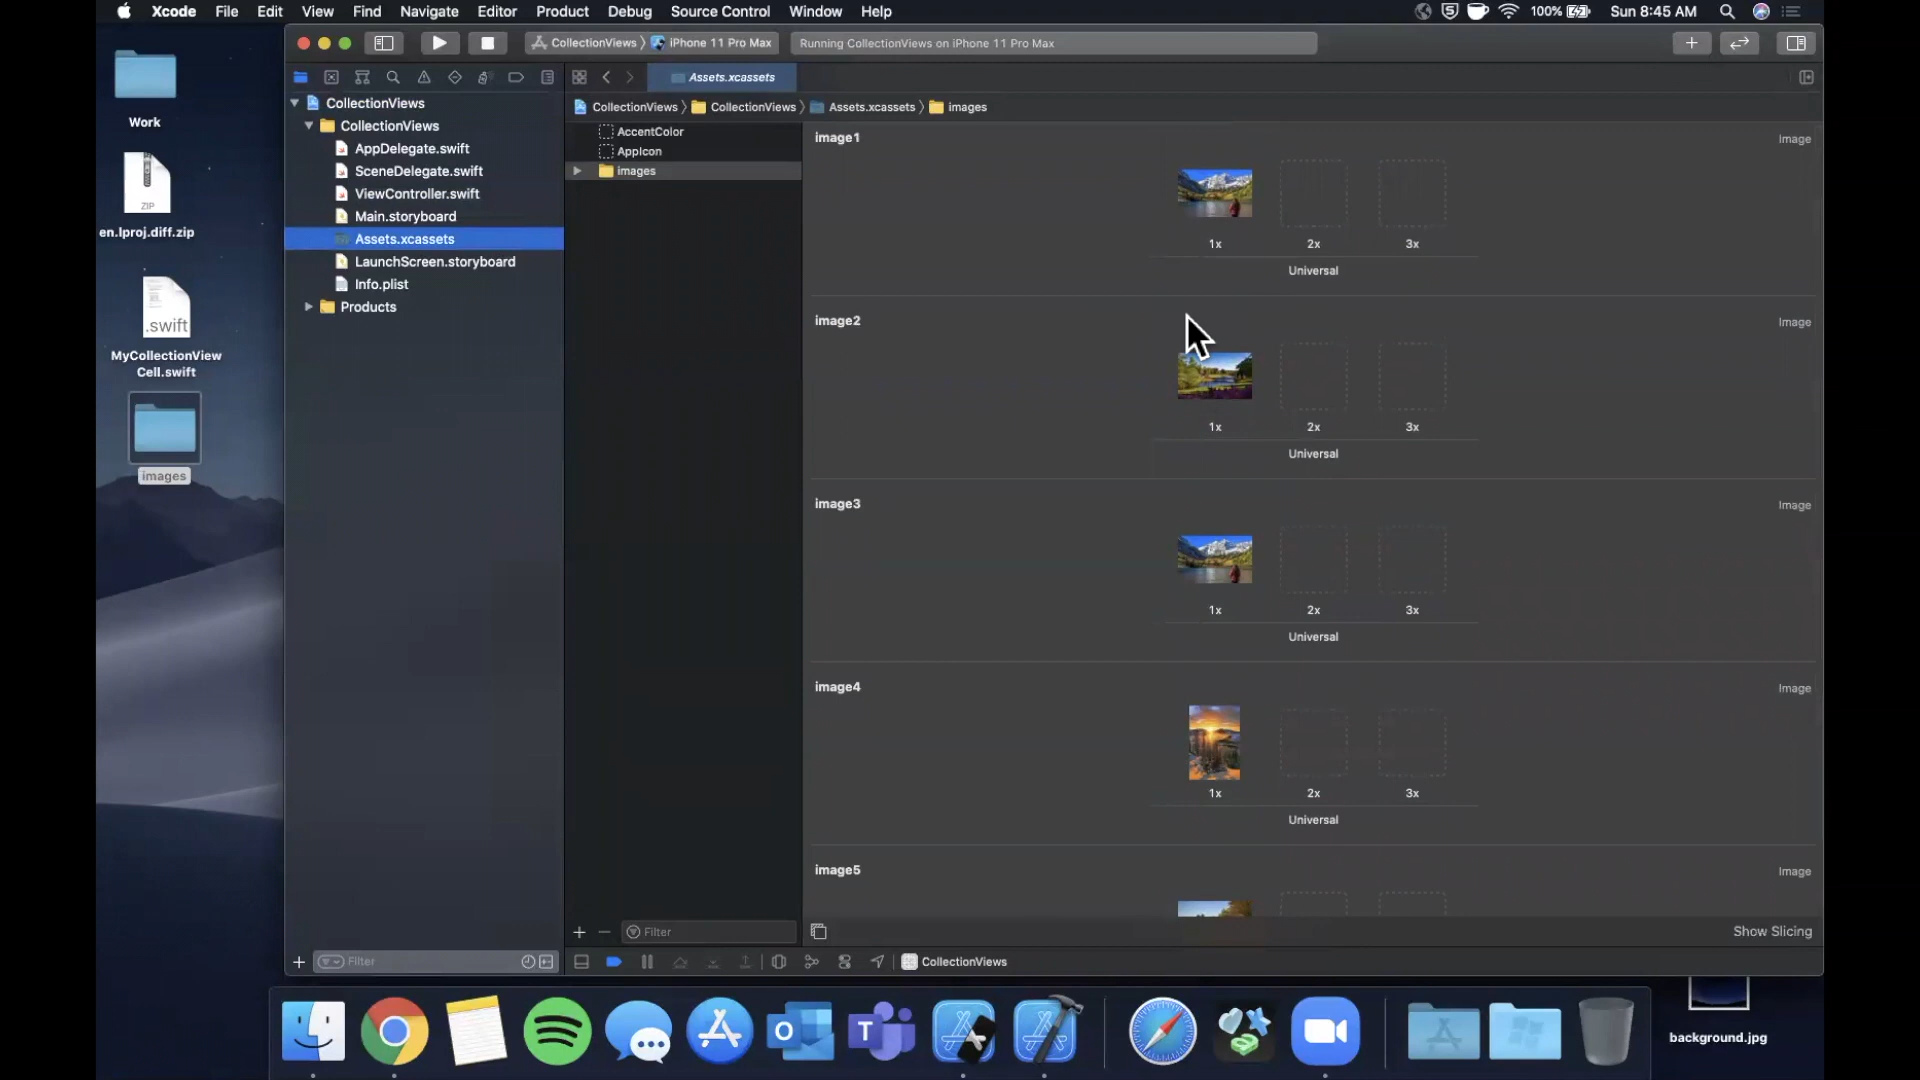 Xcode File Edit View Find Navigate Editor Product Debug Source Control Window Help 100% Sun 8:45 AM
CollectionViews iPhone 11 Pro Max Running CollectionViews on iPhone 11 Pro Max
Assets.xcassets
CollectionViews CollectionViews Assets.xcassets images
CollectionViews
CollectionViews
AppDelegate.swift
SceneDelegate.swift
ViewController.swift
Main.storyboard
Assets.xcassets
LaunchScreen.storyboard
Info.plist
Products
Filter
AccentColor
AppIcon
images
Filter
image1 Image
1x 2x 3x
Universal
image2 Image
1x 2x 3x
Universal
image3 Image
1x 2x 3x
Universal
image4 Image
1x 2x 3x
Universal
image5 Image
Show Slicing
CollectionViews
Work
ZIP
en.lproj.diff.zip
.swift
MyCollectionView
Cell.swift
images
background.jpg